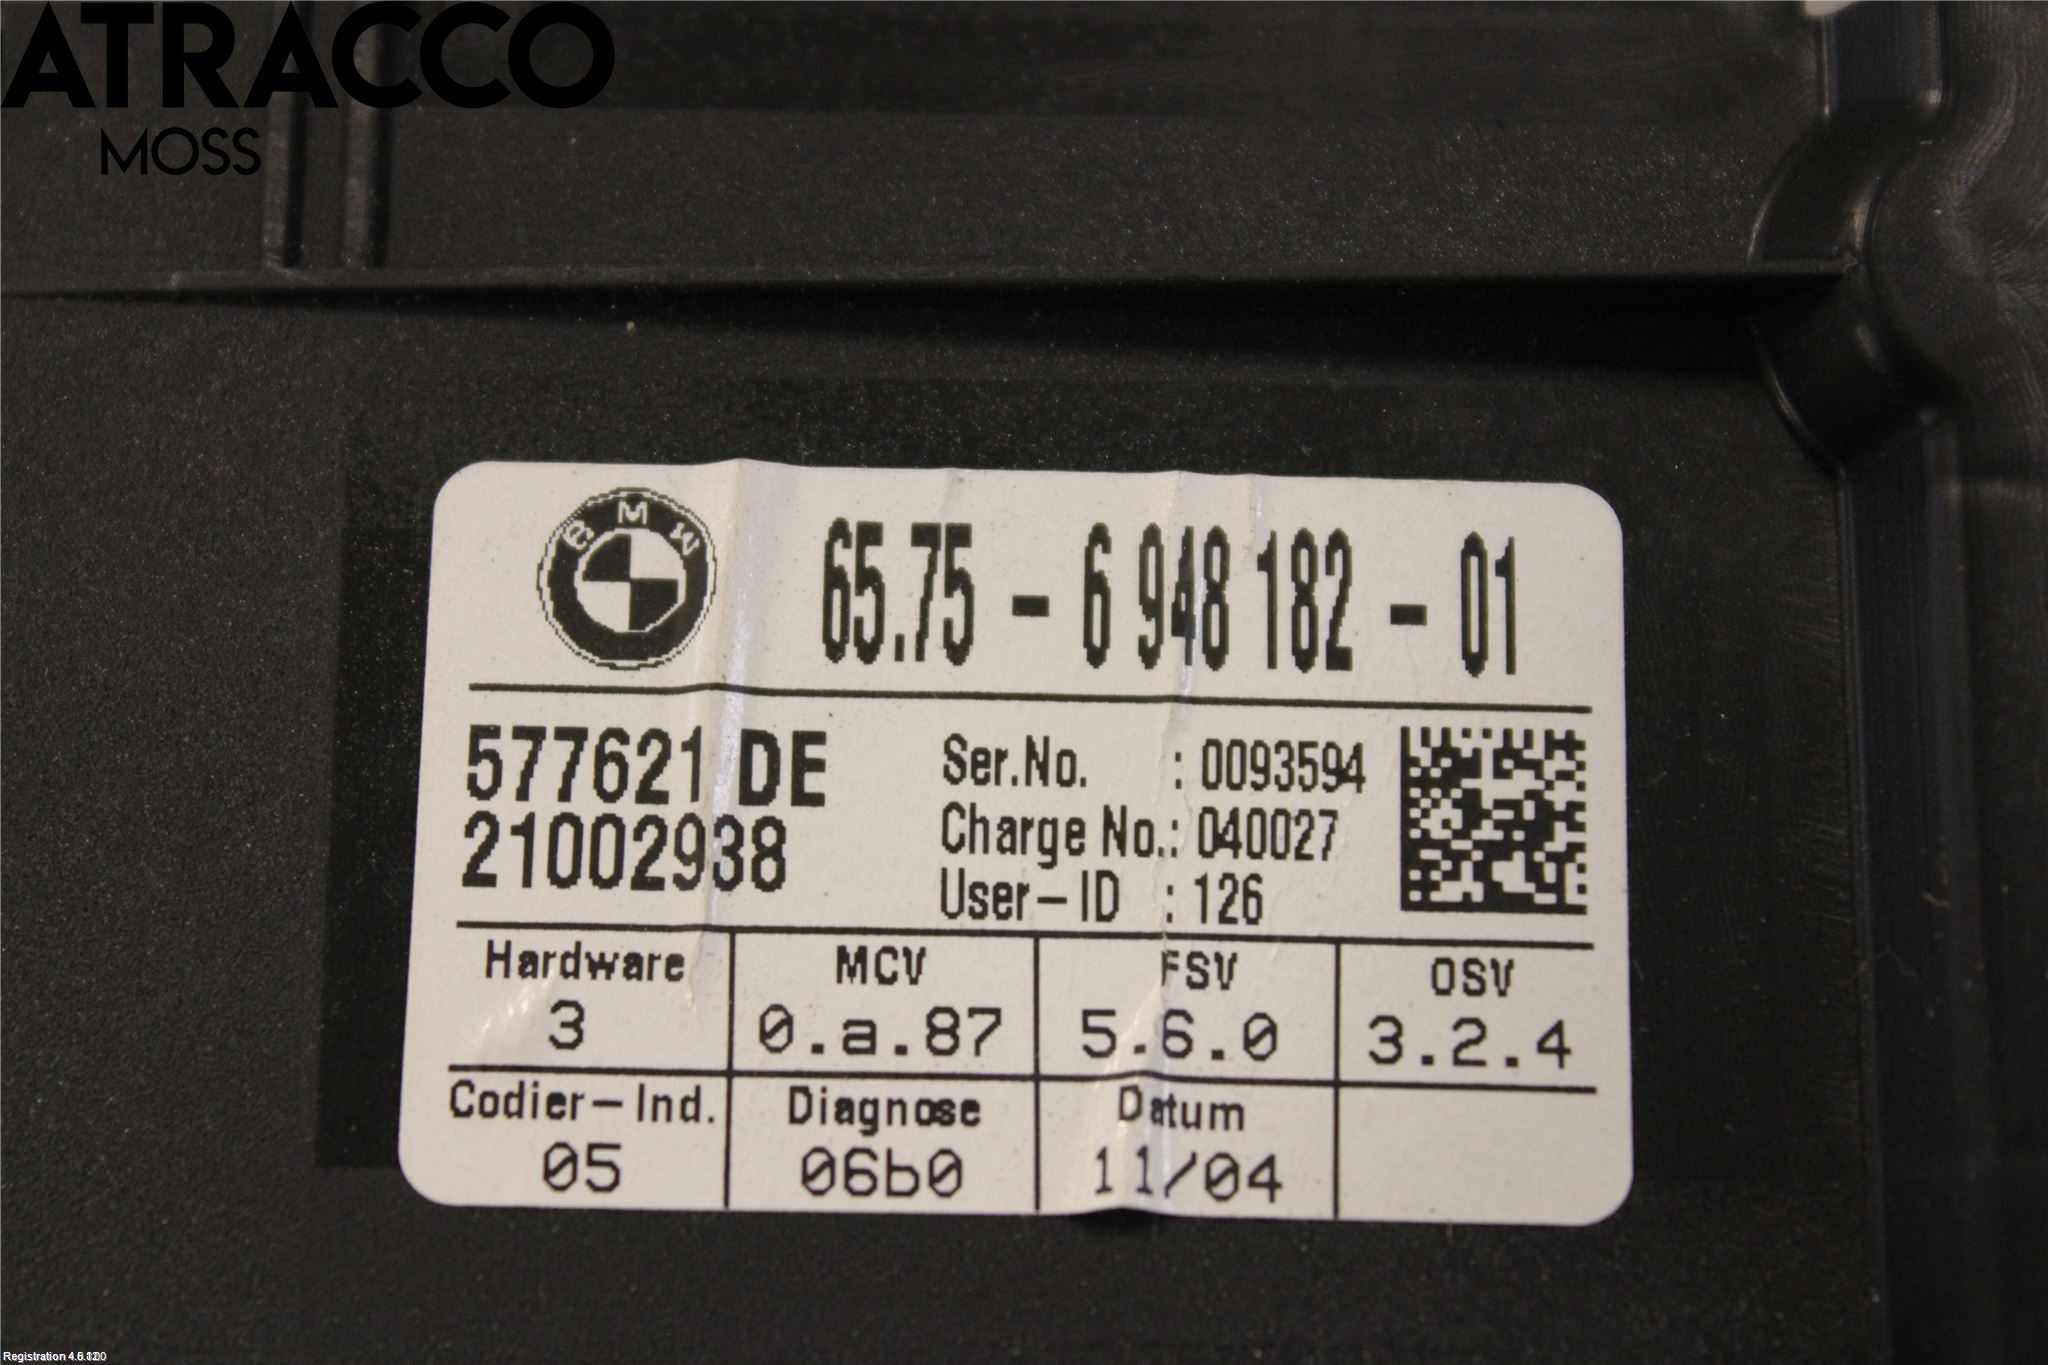 ATRACCO
MOSS
BMW
65.75 - 6 948 182 - 01
577621 DE
21002938
Ser.No. : 0093594
Charge No.: 040027
User-ID : 126
Hardware MCV FSV OSV
3 0.a.87 5.6.0 3.2.4
Codier-Ind. Diagnose Datum
05 06b0 11/04
Registration